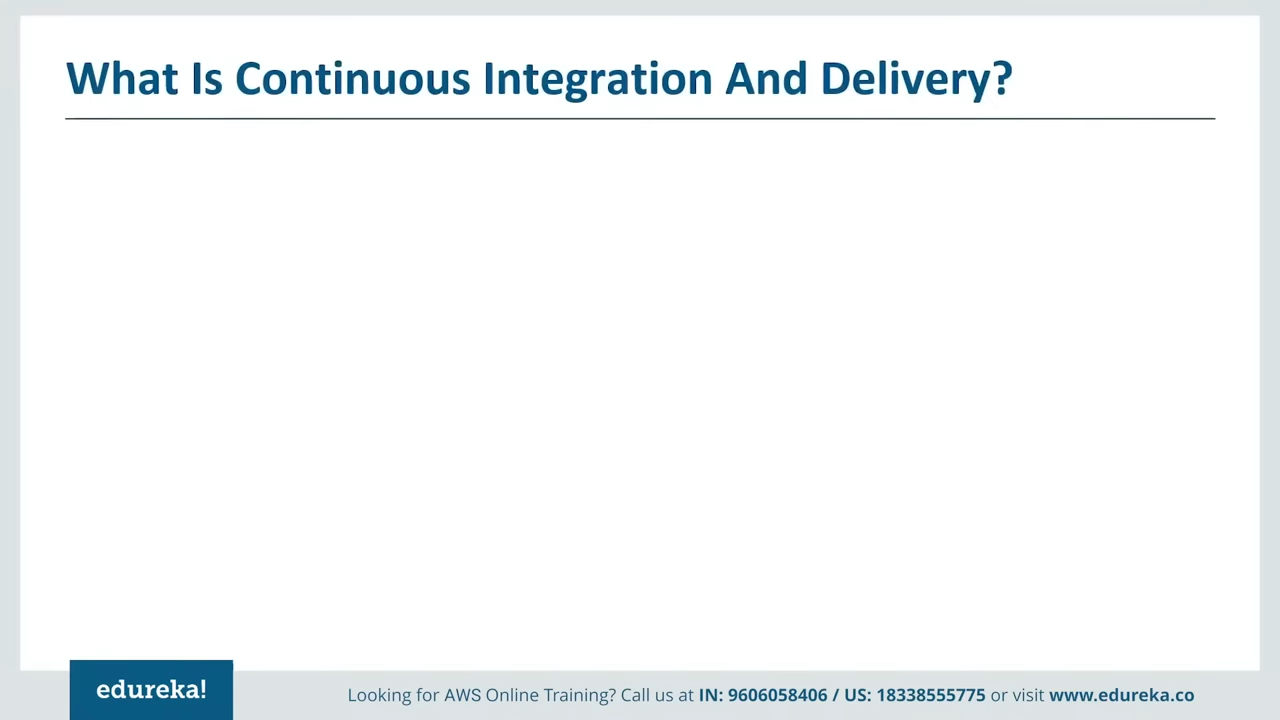 What Is Continuous Integration And Delivery?
edureka!
Looking for AWS Online Training? Call us at IN: 9606058406 / US: 18338555775 or visit www.edureka.co